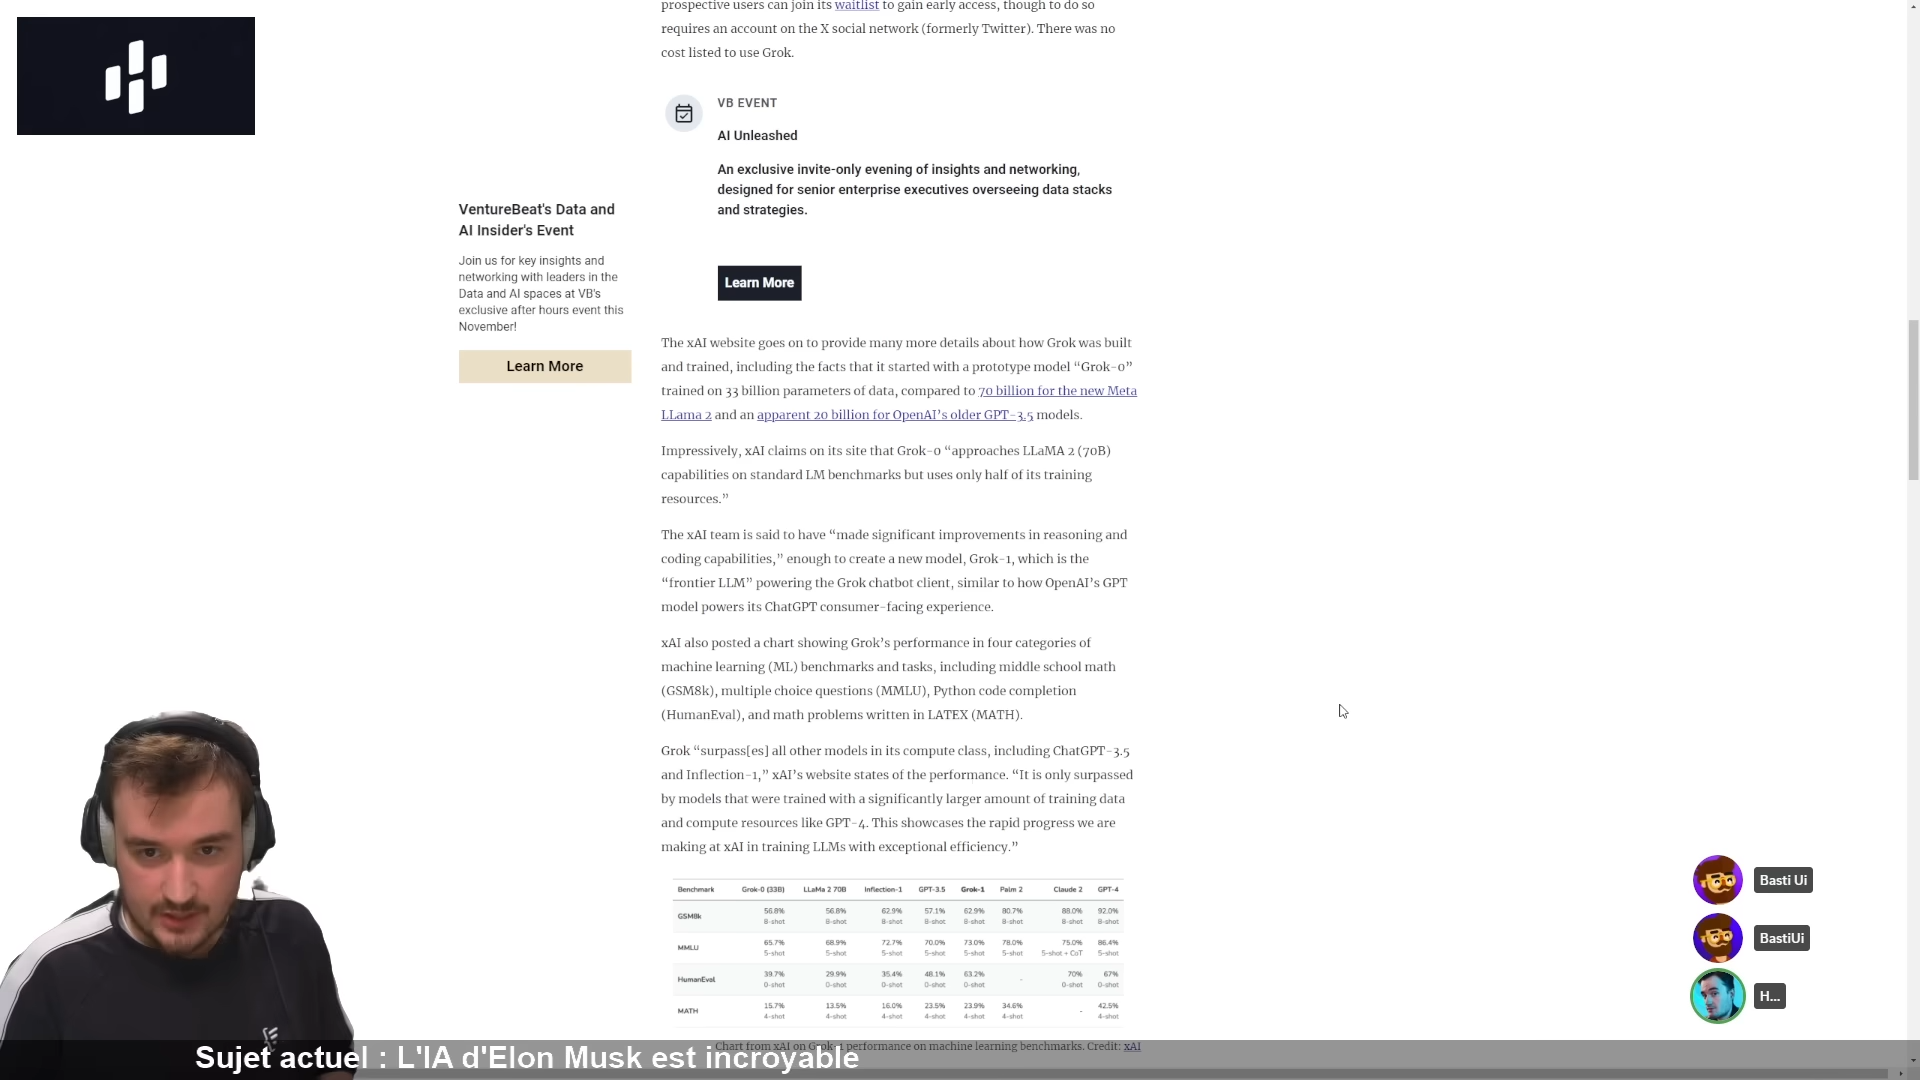 prospective users can join its waitlist to gain early access, though to do so
requires an account on the X social network (formerly Twitter). There was no
cost listed to use Grok.
VB EVENT
AI Unleashed
An exclusive invite-only evening of insights and networking,
designed for senior enterprise executives overseeing data stacks
and strategies.
Learn More
VentureBeat's Data and
AI Insider's Event
Join us for key insights and
networking with leaders in the
Data and AI spaces at VB's
exclusive after hours event this
November!
Learn More
The xAI website goes on to provide many more details about how Grok was built
and trained, including the facts that it started with a prototype model “Grok-0”
trained on 33 billion parameters of data, compared to 70 billion for the new Meta
LLama 2 and an apparent 20 billion for OpenAI’s older GPT-3.5 models.
Impressively, xAI claims on its site that Grok-0 “approaches LLaMA 2 (70B)
capabilities on standard LM benchmarks but uses only half of its training
resources.”
The xAI team is said to have “made significant improvements in reasoning and
coding capabilities,” enough to create a new model, Grok-1, which is the
“frontier LLM” powering the Grok chatbot client, similar to how OpenAI’s GPT
model powers its ChatGPT consumer-facing experience.
xAI also posted a chart showing Grok’s performance in four categories of
machine learning (ML) benchmarks and tasks, including middle school math
(GSM8k), multiple choice questions (MMLU), Python code completion
(HumanEval), and math problems written in LATEX (MATH).
Grok “surpass[es] all other models in its compute class, including ChatGPT-3.5
and Inflection-1,” xAI’s website states of the performance. “It is only surpassed
by models that were trained with a significantly larger amount of training data
and compute resources like GPT-4. This showcases the rapid progress we are
making at xAI in training LLMs with exceptional efficiency.”
Benchmark Grok-0 (33B) LLaMa 2 70B Inflection-1 GPT-3.5 Grok-1 Palm 2 Claude 2 GPT-4
GSM8k 56.8% 56.8% 62.9% 57.1% 62.9% 80.7% 88.0% 92.0%
8-shot 8-shot 8-shot 8-shot 8-shot 8-shot 8-shot 8-shot
MMLU 65.7% 68.9% 72.7% 70.0% 73.0% 78.0% 75.0% 86.4%
5-shot 5-shot 5-shot 5-shot 5-shot 5-shot 5-shot + CoT 5-shot
HumanEval 39.7% 29.9% 35.4% 48.1% 63.2% - 70% 67%
0-shot 0-shot 0-shot 0-shot 0-shot 0-shot 0-shot
MATH 15.7% 13.5% 16.0% 23.5% 23.9% 34.6% - 42.5%
4-shot 4-shot 4-shot 4-shot 4-shot 4-shot 4-shot
Chart from xAI on Grok-1 performance on machine learning benchmarks. Credit: xAI
Basti Ui
BastiUi
H...
Sujet actuel : L'IA d'Elon Musk est incroyable